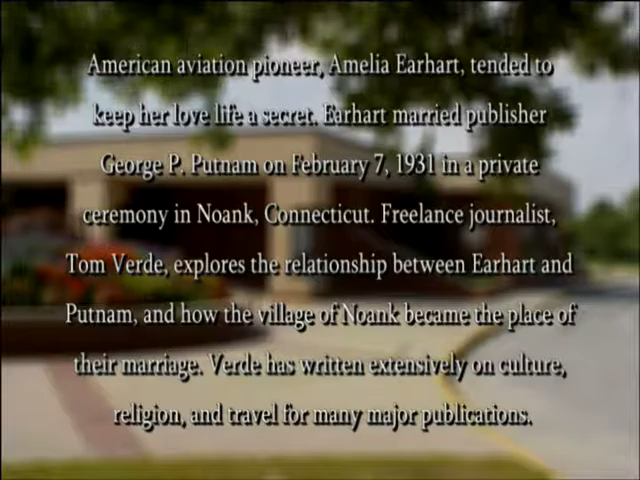 American aviation pioneer, Amelia Earhart, tended to
keep her love life a secret. Earhart married publisher
George P. Putnam on February 7, 1931 in a private
ceremony in Noank, Connecticut. Freelance journalist,
Tom Verde, explores the relationship between Earhart and
Putnam, and how the village of Noank became the place of
their marriage. Verde has written extensively on culture,
religion, and travel for many major publications.